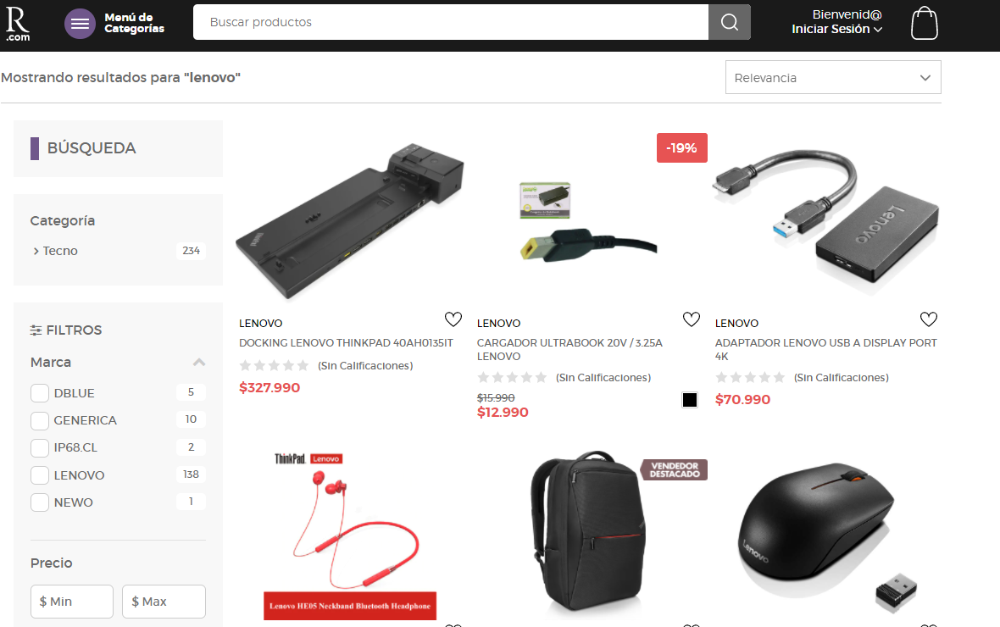 R
.com
Menú de
Categorías
Buscar productos
Bienvenid@
Iniciar Sesión
Mostrando resultados para "lenovo"
Relevancia
BÚSQUEDA
Categoría
Tecno
234
FILTROS
Marca
DBLUE
5
GENERICA
10
IP68.CL
2
LENOVO
138
NEWO
1
Precio
$ Min
$ Max
LENOVO
DOCKING LENOVO THINKPAD 40AH0135IT
(Sin Calificaciones)
$327.990
-19%
LENOVO
CARGADOR ULTRABOOK 20V / 3.25A
LENOVO
(Sin Calificaciones)
$15.990
$12.990
Lenovo
LENOVO
ADAPTADOR LENOVO USB A DISPLAY PORT
4K
(Sin Calificaciones)
$70.990
ThinkPad Lenovo
Lenovo HE05 Neckband Bluetooth Headphone
VENDEDOR
DESTACADO
Lenovo